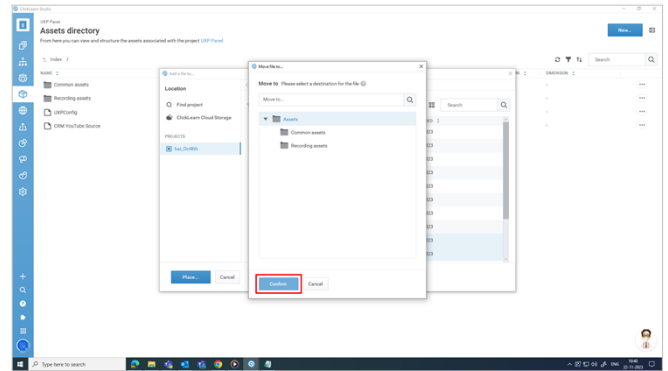 ClickLearn Studio
UXP Panel
Assets directory
From here you can view and structure the assets associated with the project UXP Panel.
New...
Index /
Search
NAME
DIMENSION
Common assets
Recording assets
UXPConfig
CRM YouTube Source
Add a file to...
Location
Find project
ClickLearn Cloud Storage
PROJECTS
Place...
Cancel
Search
Move file to...
Move to Please select a destination for the file
Move to...
Assets
Common assets
Recording assets
Confirm
Cancel
Type here to search
ENG
22-11-2023